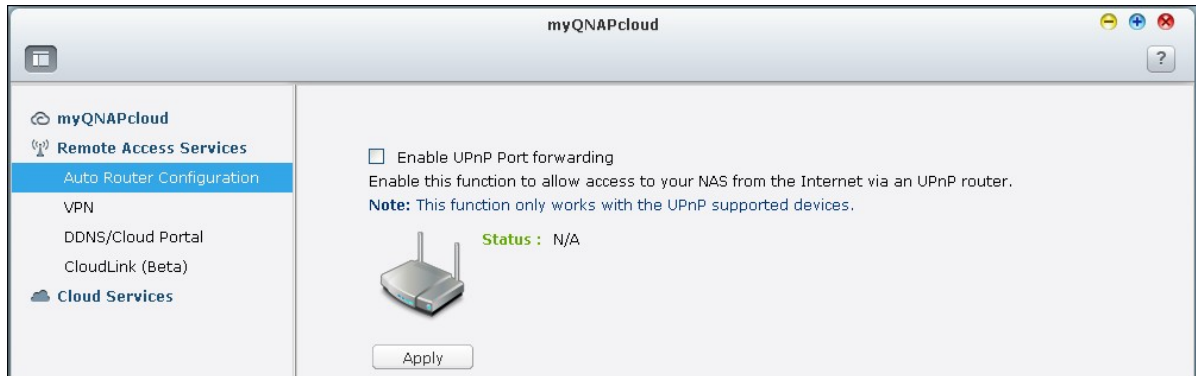 myQNAPcloud
?
myQNAPcloud
Remote Access Services
Auto Router Configuration
VPN
DDNS/Cloud Portal
CloudLink (Beta)
Cloud Services
Enable UPnP Port forwarding
Enable this function to allow access to your NAS from the Internet via an UPnP router.
Note: This function only works with the UPnP supported devices.
Status : N/A
Apply